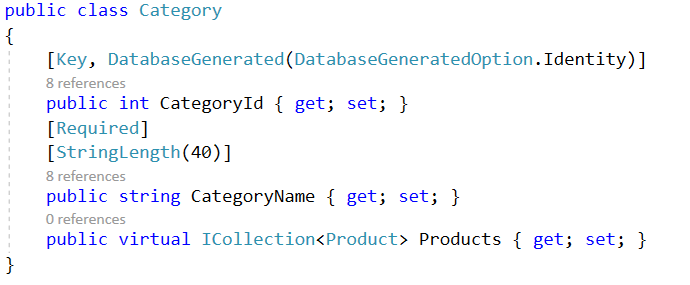 public class Category
{
[Key, DatabaseGenerated(DatabaseGeneratedOption.Identity)]
8 references
public int CategoryId { get; set; }
[Required]
[StringLength(40)]
8 references
public string CategoryName { get; set; }
0 references
public virtual ICollection<Product> Products { get; set; }
}